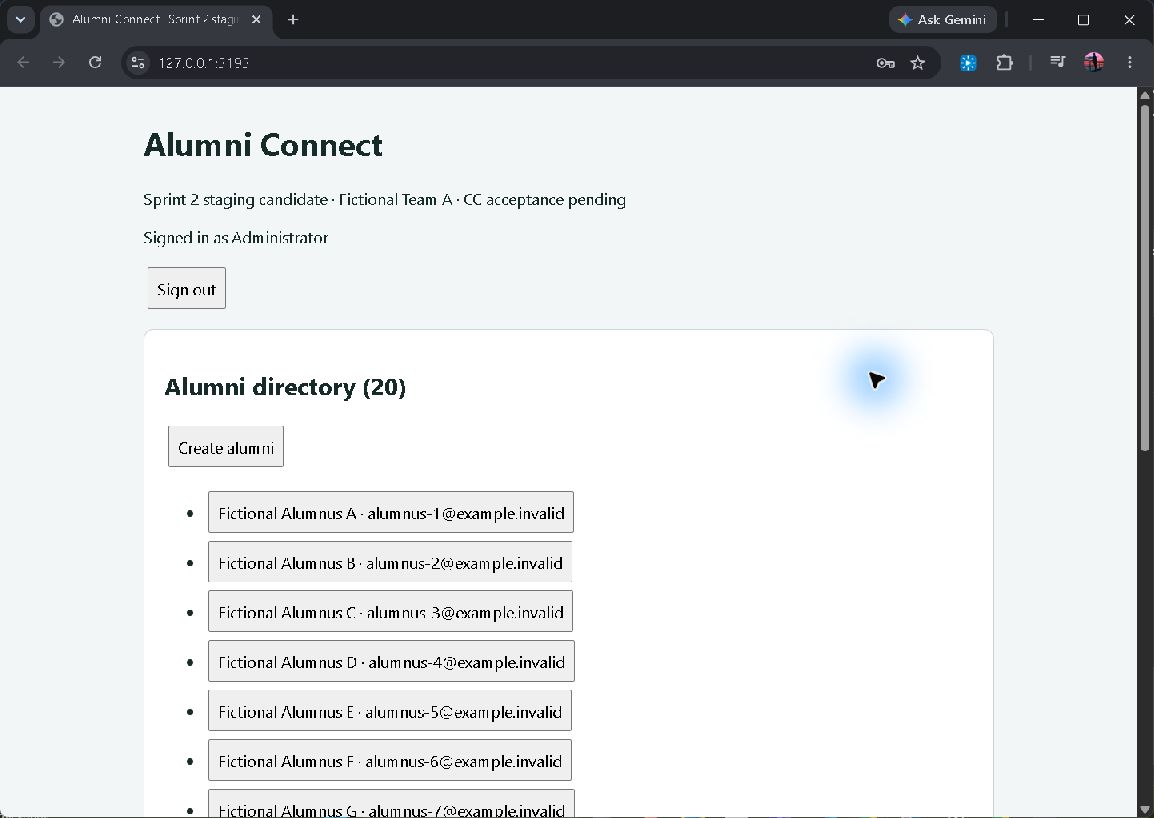 Alumni Connect · Sprint 2 stagi
Ask Gemini
127.0.0.1:5193
Alumni Connect
Sprint 2 staging candidate · Fictional Team A · CC acceptance pending
Signed in as Administrator
Sign out
Alumni directory (20)
Create alumni
Fictional Alumnus A · alumnus-1@example.invalid
Fictional Alumnus B · alumnus-2@example.invalid
Fictional Alumnus C · alumnus-3@example.invalid
Fictional Alumnus D · alumnus-4@example.invalid
Fictional Alumnus E · alumnus-5@example.invalid
Fictional Alumnus F · alumnus-6@example.invalid
Fictional Alumnus G · alumnus-7@example.invalid